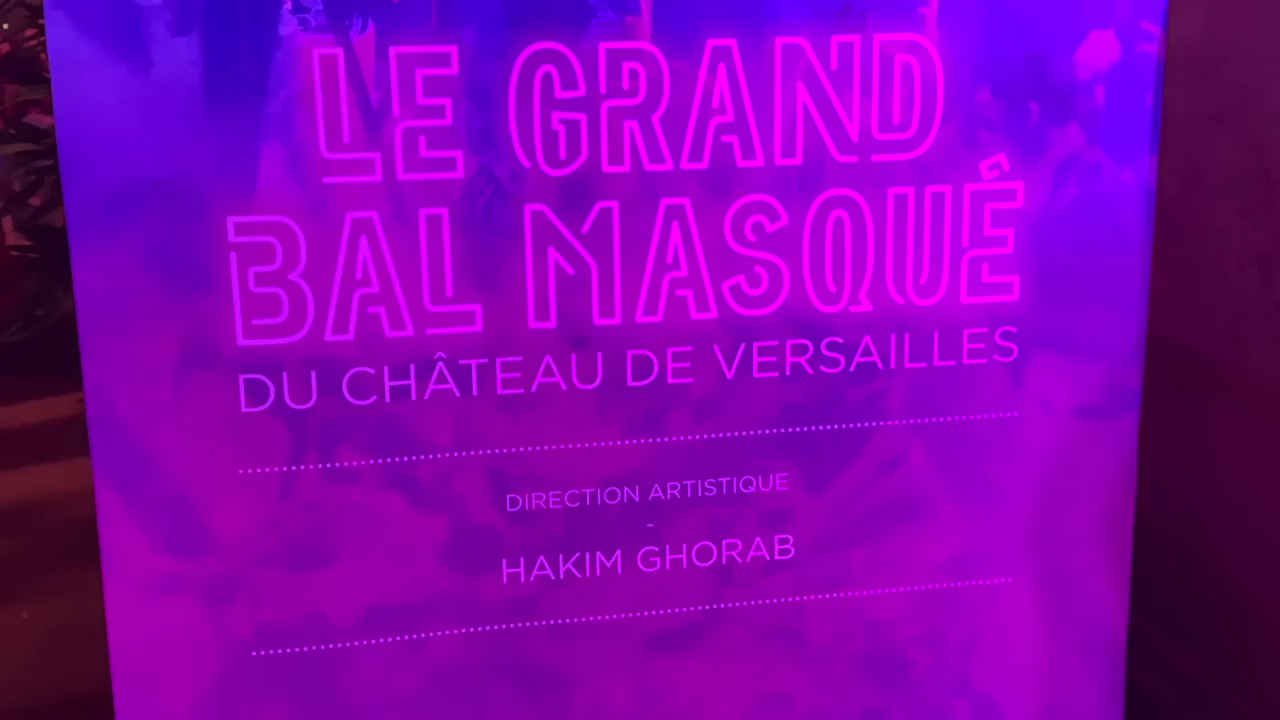 LE GRAND
BAL MASQUÉ
DU CHÂTEAU DE VERSAILLES
DIRECTION ARTISTIQUE
-
HAKIM GHORAB